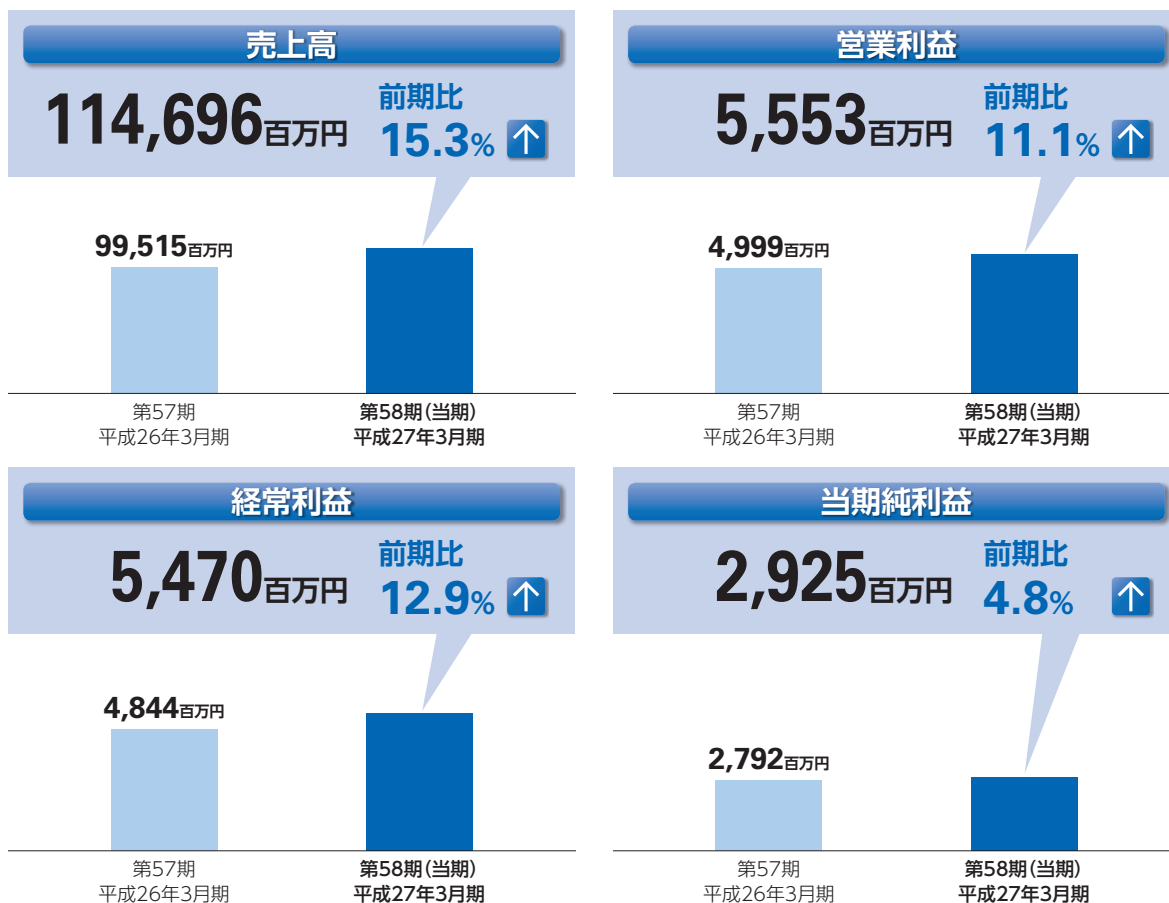 売上高
114,696百万円
前期比
15.3%
99,515百万円
第57期
平成26年3月期
第58期(当期)
平成27年3月期
営業利益
5,553百万円
前期比
11.1%
4,999百万円
第57期
平成26年3月期
第58期(当期)
平成27年3月期
経常利益
5,470百万円
前期比
12.9%
4,844百万円
第57期
平成26年3月期
第58期(当期)
平成27年3月期
当期純利益
2,925百万円
前期比
4.8%
2,792百万円
第57期
平成26年3月期
第58期(当期)
平成27年3月期